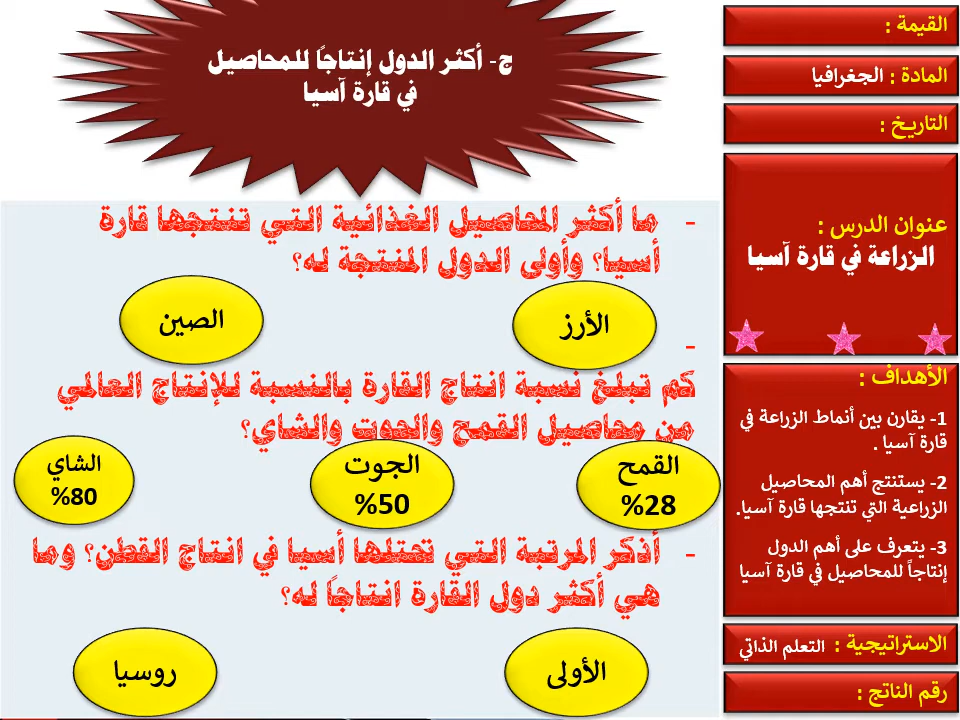 القيمة :
المادة : الجغرافيا
التاريخ :
عنوان الدرس :
الزراعة في قارة آسيا
الأهداف :
1- يقارن بين أنماط الزراعة في
قارة آسيا .
2- يستنتج أهم المحاصيل
الزراعية التي تنتجها قارة آسيا.
3- يتعرف على أهم الدول
إنتاجاً للمحاصيل في قارة آسيا
الاستراتيجية : التعلم الذاتي
رقم الناتج :
ج- أكثر الدول إنتاجاً للمحاصيل
في قارة آسيا
- ما أكثر المحاصيل الغذائية التي تنتجها قارة
أسيا؟ وأولى الدول المنتجة له؟
الأرز
الصين
-
كم تبلغ نسبة انتاج القارة بالنسبة للإنتاج العالمي
من محاصيل القمح والجوت والشاي؟
القمح
28%
الجوت
50%
الشاي
80%
- أذكر المرتبة التي تحتلها أسيا في انتاج القطن؟ وما
هي أكثر دول القارة انتاجاً له؟
الأولى
روسيا